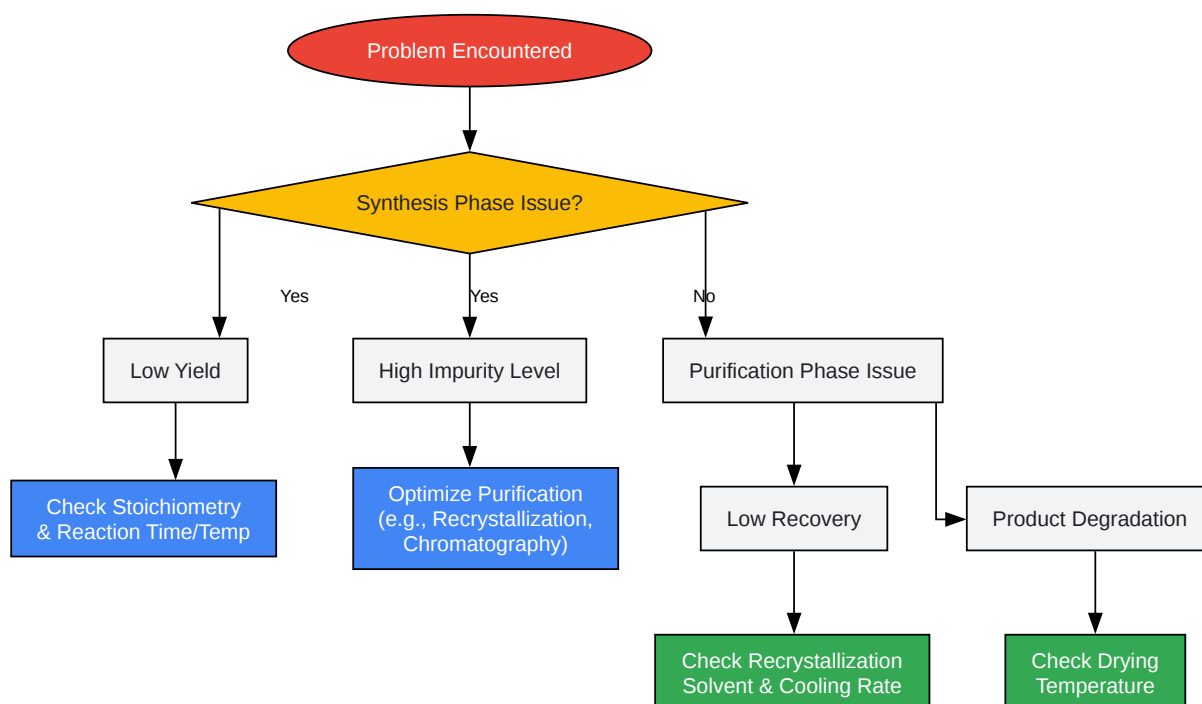 Problem Encountered
Synthesis Phase Issue?
Yes
Yes
No
Low Yield
High Impurity Level
Purification Phase Issue
Check Stoichiometry
& Reaction Time/Temp
Optimize Purification
(e.g., Recrystallization,
Chromatography)
Low Recovery
Product Degradation
Check Recrystallization
Solvent & Cooling Rate
Check Drying
Temperature